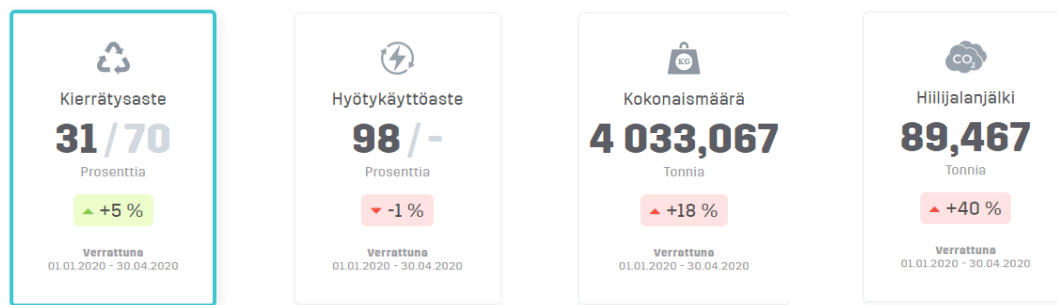 Kierrätysaste
31 / 70
Prosenttia
+5 %
Verrattuna
01.01.2020 - 30.04.2020
Hyötykäyttöaste
98 / -
Prosenttia
-1 %
Verrattuna
01.01.2020 - 30.04.2020
KG
Kokonaismäärä
4 033,067
Tonnia
+18 %
Verrattuna
01.01.2020 - 30.04.2020
CO2
Hiilijalanjälki
89,467
Tonnia
+40 %
Verrattuna
01.01.2020 - 30.04.2020